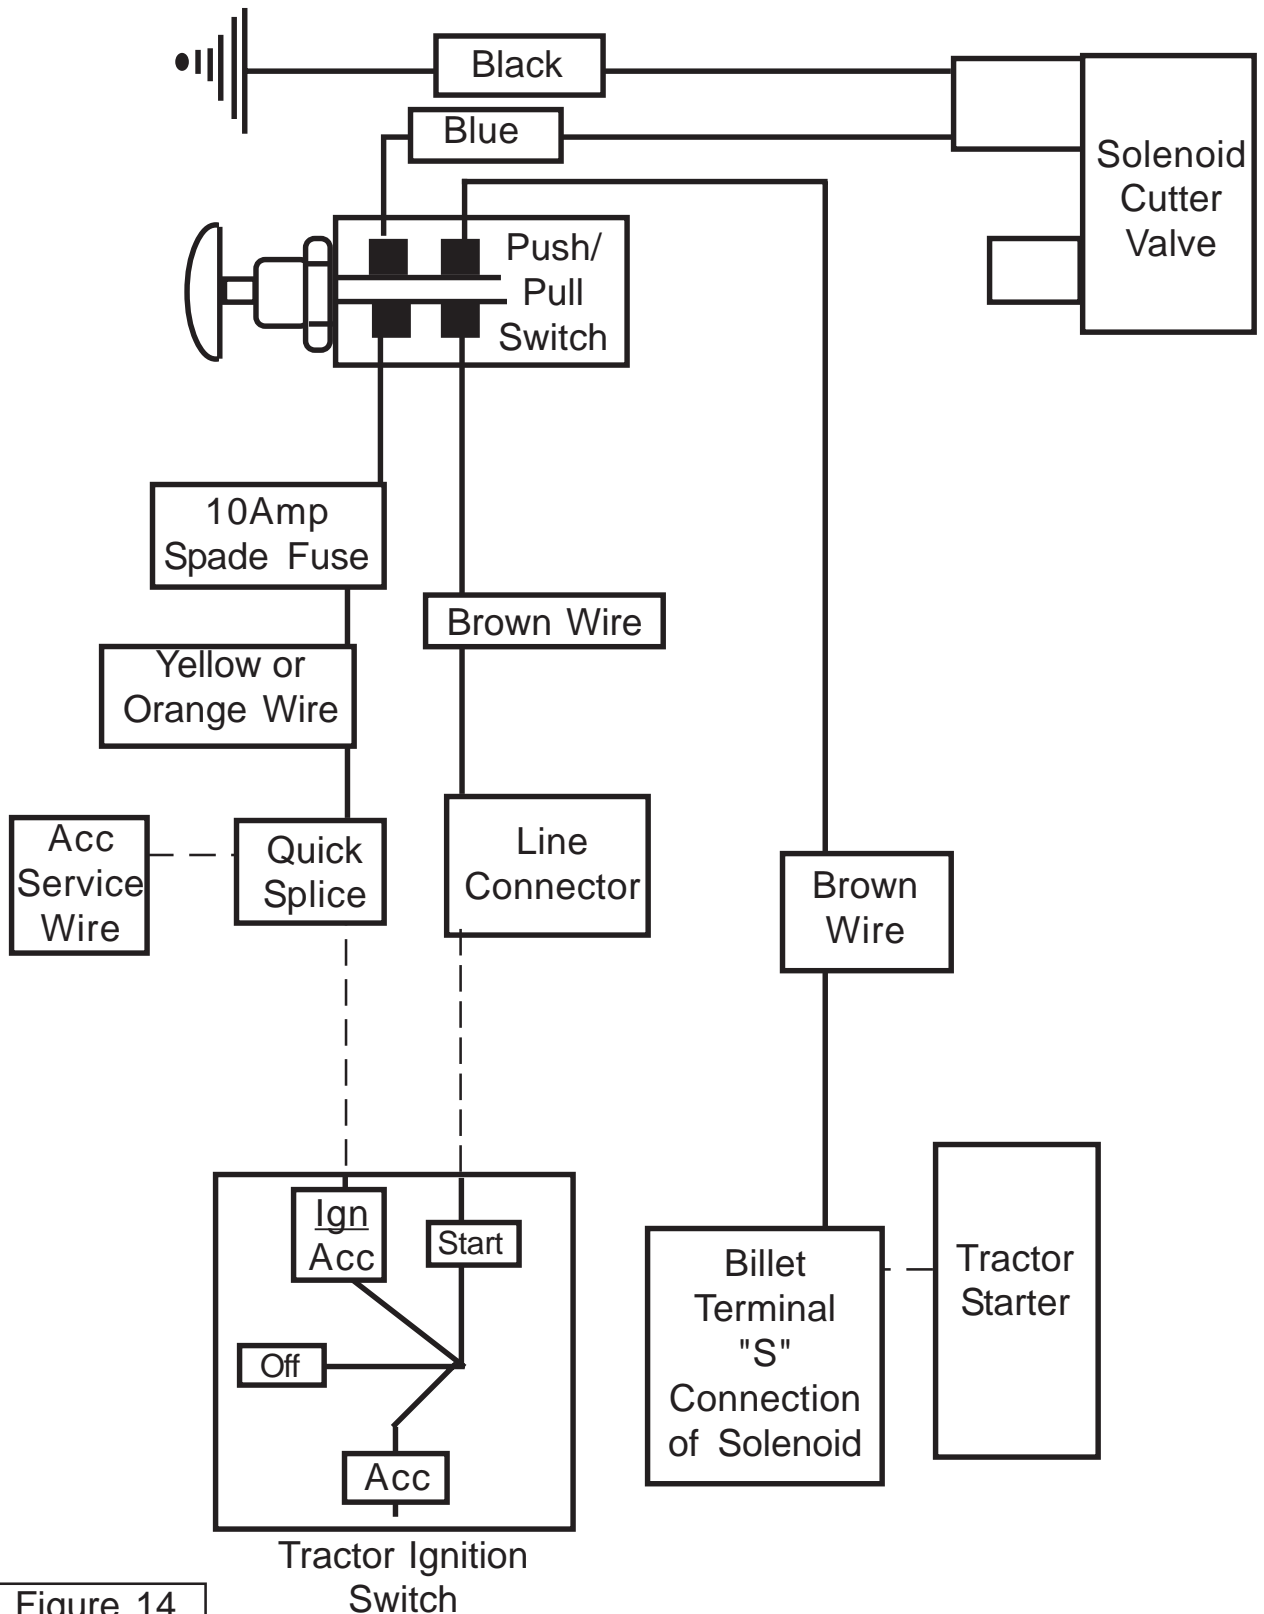 Black
Blue
Solenoid
Cutter
Valve
Push/
Pull
Switch
10Amp
Spade Fuse
Brown Wire
Yellow or
Orange Wire
Acc
Service
Wire
Quick
Splice
Line
Connector
Brown
Wire
Ign
Acc
Start
Off
Acc
Billet
Terminal
"S"
Connection
of Solenoid
Tractor
Starter
Tractor Ignition
Switch
Figure 14